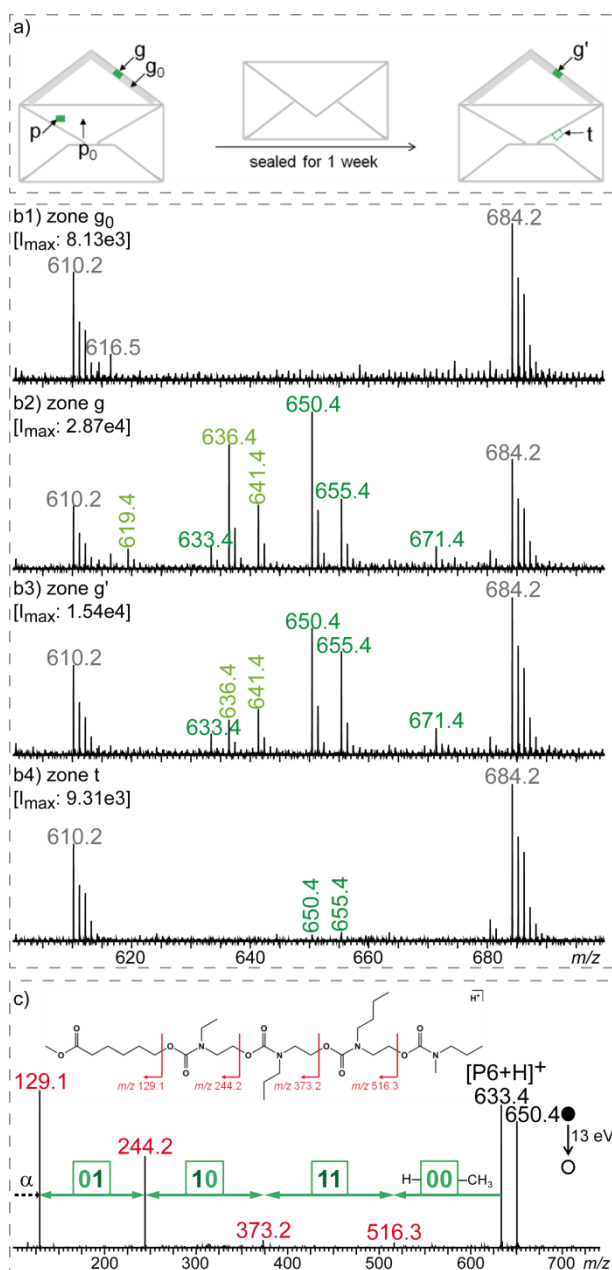 a)
g
g0
g'
p
p0
t
sealed for 1 week
b1) zone g0
[Imax: 8.13e3]
610.2
616.5
684.2
b2) zone g
[Imax: 2.87e4]
610.2
619.4
633.4
636.4
641.4
650.4
655.4
671.4
684.2
b3) zone g'
[Imax: 1.54e4]
610.2
633.4
636.4
641.4
650.4
655.4
671.4
684.2
b4) zone t
[Imax: 9.31e3]
610.2
650.4
655.4
684.2
620 640 660 680 m/z
c)
H+
O O N O O N O O N O O N
O O O O O
m/z 129.1 m/z 244.2 m/z 373.2 m/z 516.3
[P6+H]+
129.1
633.4
650.4
13 eV
244.2
01 10 11 H 00 CH3
α
373.2
516.3
200 300 400 500 600 700 m/z